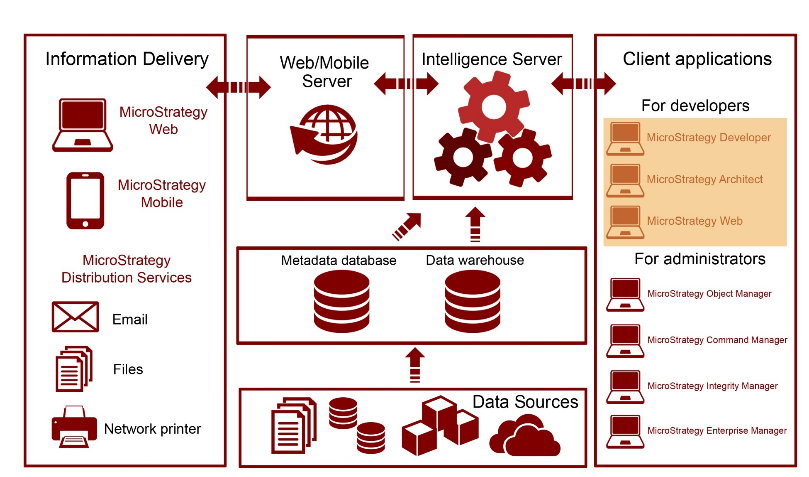 Information Delivery
MicroStrategy
Web
MicroStrategy
Mobile
MicroStrategy
Distribution Services
Email
Files
Network printer
Web/Mobile
Server
Intelligence Server
Metadata database
Data warehouse
Data Sources
Client applications
For developers
MicroStrategy Developer
MicroStrategy Architect
MicroStrategy Web
For administrators
MicroStrategy Object Manager
MicroStrategy Command Manager
MicroStrategy Integrity Manager
MicroStrategy Enterprise Manager